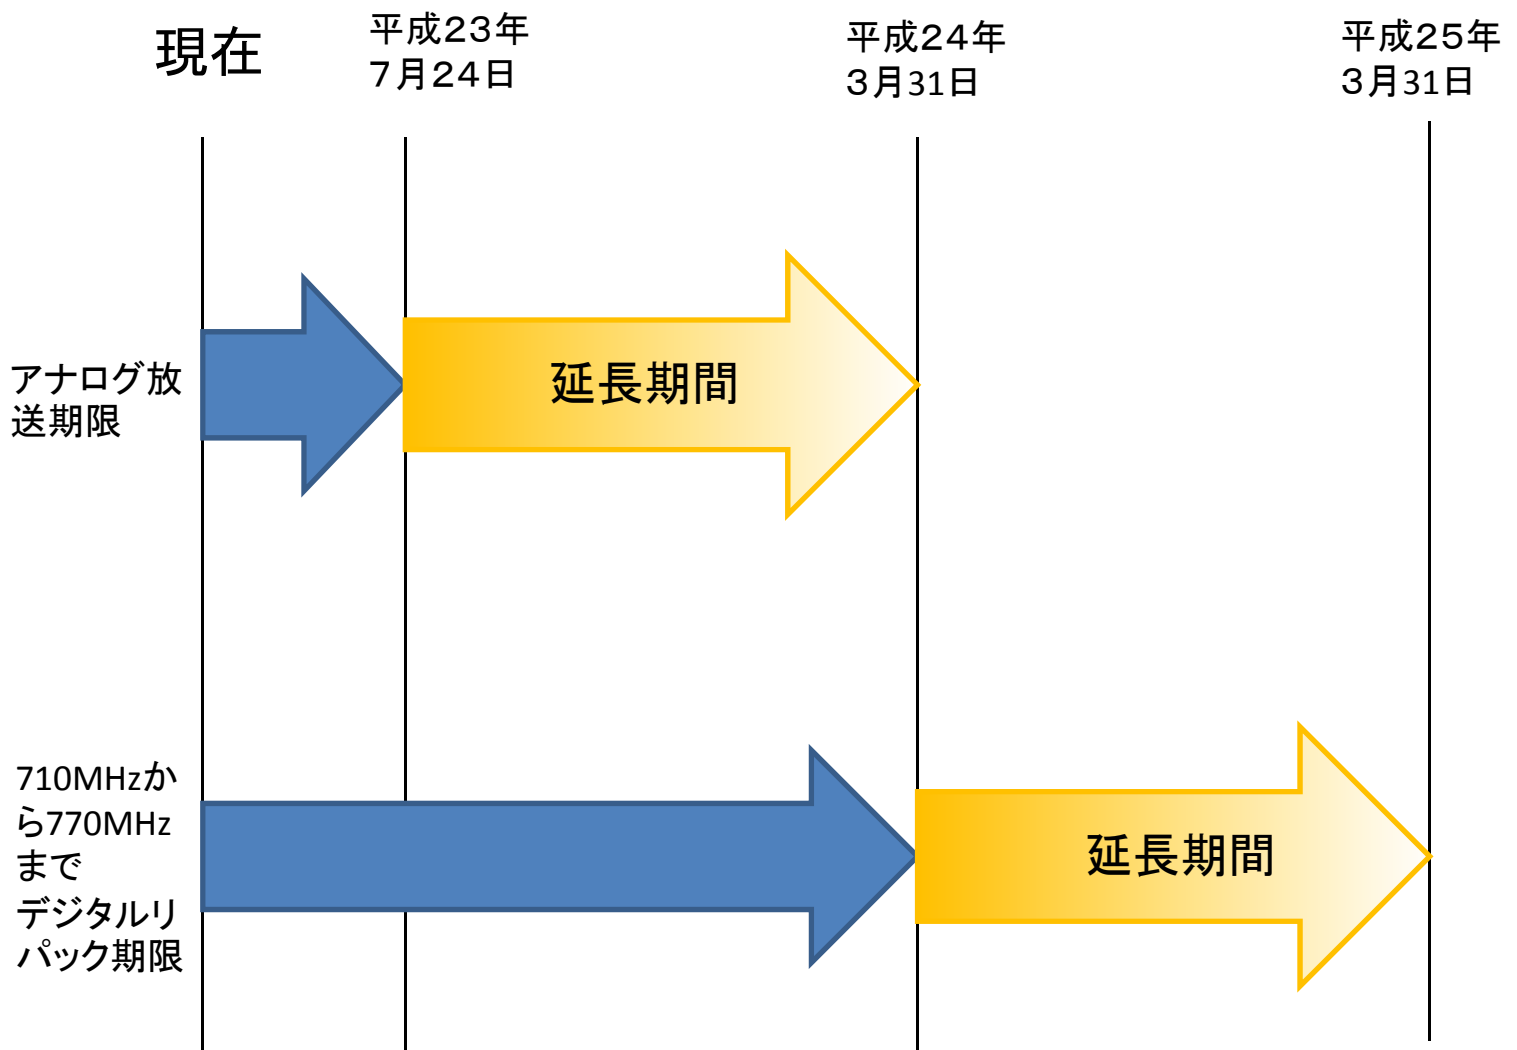 現在
平成２３年
７月２４日
平成２４年
３月31日
平成２５年
３月31日
アナログ放
送期限
延長期間
710MHzか
ら770MHz
まで
デジタルリ
パック期限
延長期間